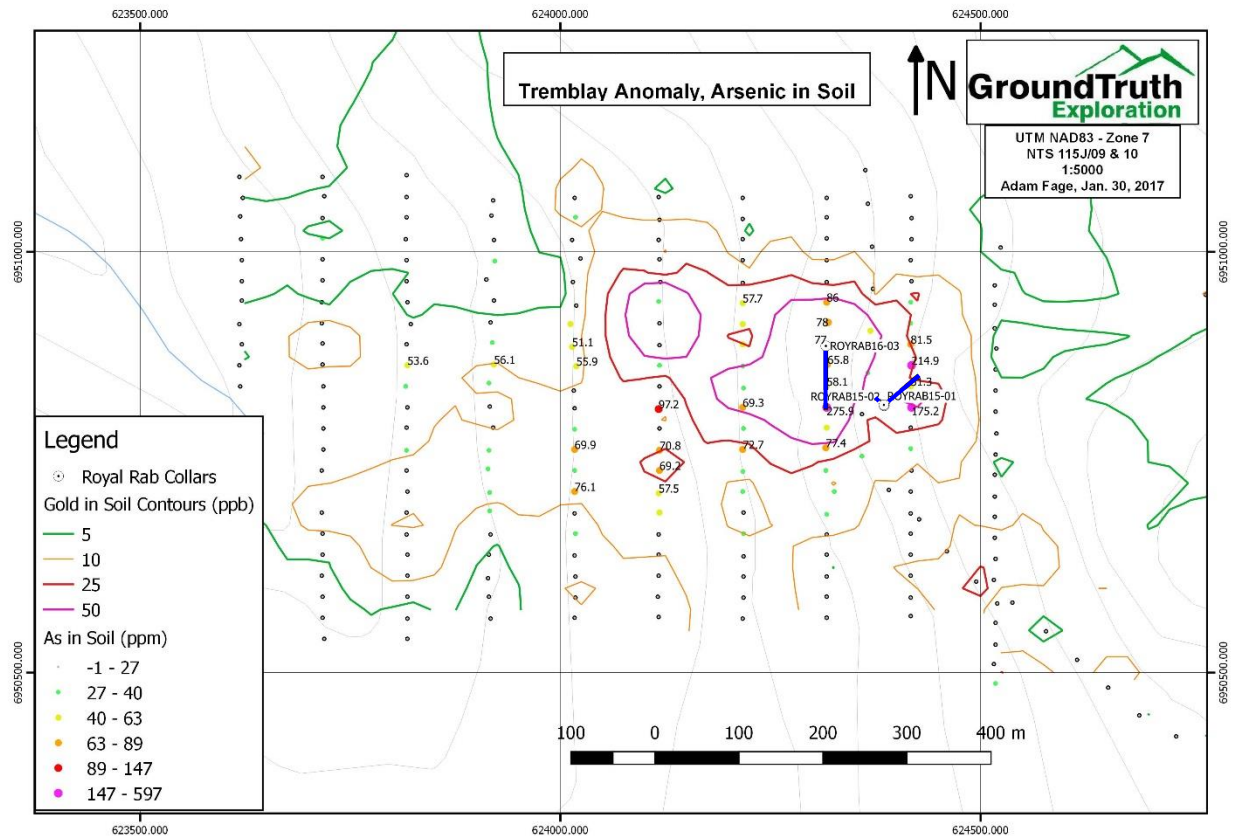 623500.000 624000.000 624500.000
Tremblay Anomaly, Arsenic in Soil
N
GroundTruth
Exploration
UTM NAD83 - Zone 7
NTS 115J/09 & 10
1:5000
Adam Fage, Jan. 30, 2017
6951000.000 6951000.000
57.7 86
78
51.1 77 81.5
ROYRAB16-03
53.6 56.1 55.9 65.8 214.9
58.1
ROYRAB15-02 ROYRAB15-01
97.2 69.3 275.9 175.2
69.9 70.8 72.7 77.4
69.2
76.1 57.5
Legend
Royal Rab Collars
Gold in Soil Contours (ppb)
5
10
25
50
As in Soil (ppm)
-1 - 27
27 - 40
40 - 63
63 - 89
89 - 147
147 - 597
6950500.000 6950500.000
100 0 100 200 300 400 m
623500.000 624000.000 624500.000